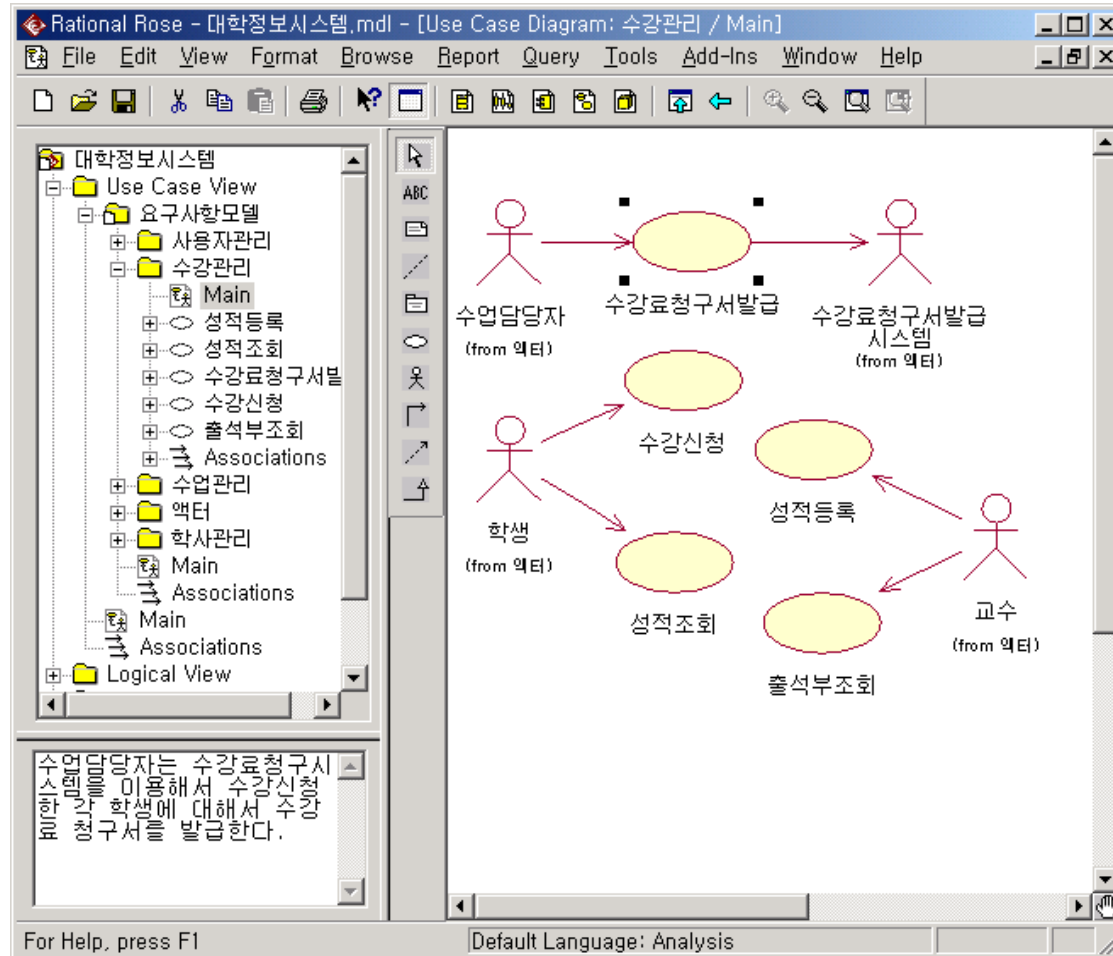 Rational Rose - 대학정보시스템.mdl - [Use Case Diagram: 수강관리 / Main]
File Edit View Format Browse Report Query Tools Add-Ins Window Help
대학정보시스템
Use Case View
요구사항모델
사용자관리
수강관리
Main
성적등록
성적조회
수강료청구서발
수강신청
출석부조회
Associations
수업관리
액터
학사관리
Main
Associations
Main
Associations
Logical View
ABC
수업담당자
(from 액터)
수강료청구서발급
수강료청구서발급
시스템
(from 액터)
수강신청
학생
(from 액터)
성적등록
성적조회
교수
(from 액터)
출석부조회
수업담당자는 수강료청구시
스템을 이용해서 수강신청
한 각 학생에 대해서 수강
료 청구서를 발급한다.
For Help, press F1
Default Language: Analysis